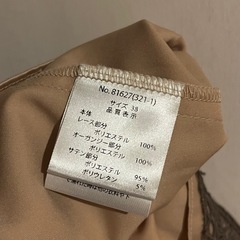 No. 81627(321-1)
サイズ 38
品質表示
本体
レース部分
ポリエステル 100%
オーガンジー部分
ポリエステル 100%
サテン部分
ポリエステル 95%
ポリウレタン 5%